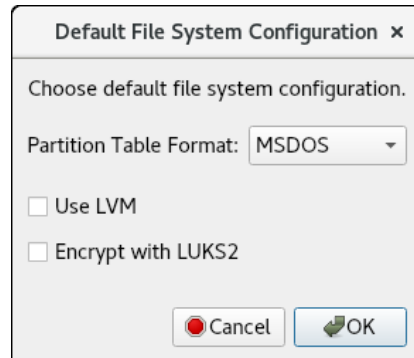 Default File System Configuration ×
Choose default file system configuration.
Partition Table Format: MSDOS
Use LVM
Encrypt with LUKS2
Cancel OK